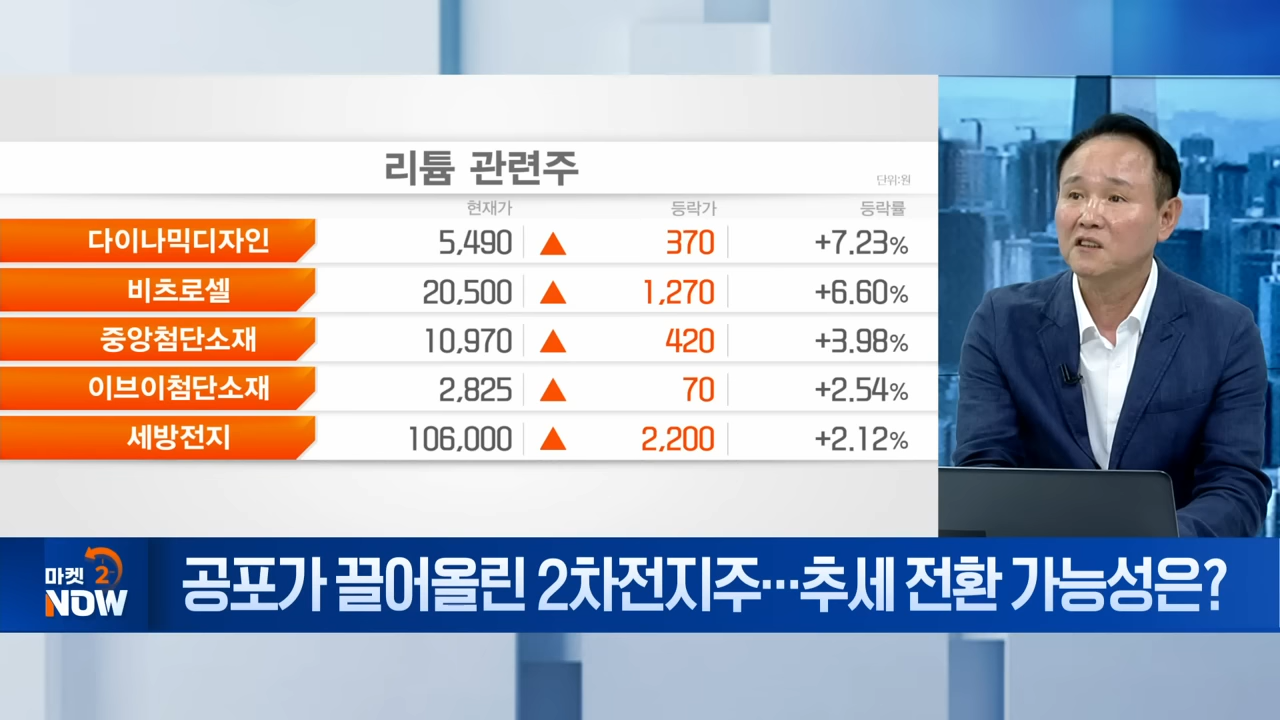 리튬 관련주
단위:원
현재가 등락가 등락률
다이나믹디자인 5,490 ▲ 370 +7.23%
비츠로셀 20,500 ▲ 1,270 +6.60%
중앙첨단소재 10,970 ▲ 420 +3.98%
이브이첨단소재 2,825 ▲ 70 +2.54%
세방전지 106,000 ▲ 2,200 +2.12%
마켓 2
NOW
공포가 끌어올린 2차전지주…추세 전환 가능성은?